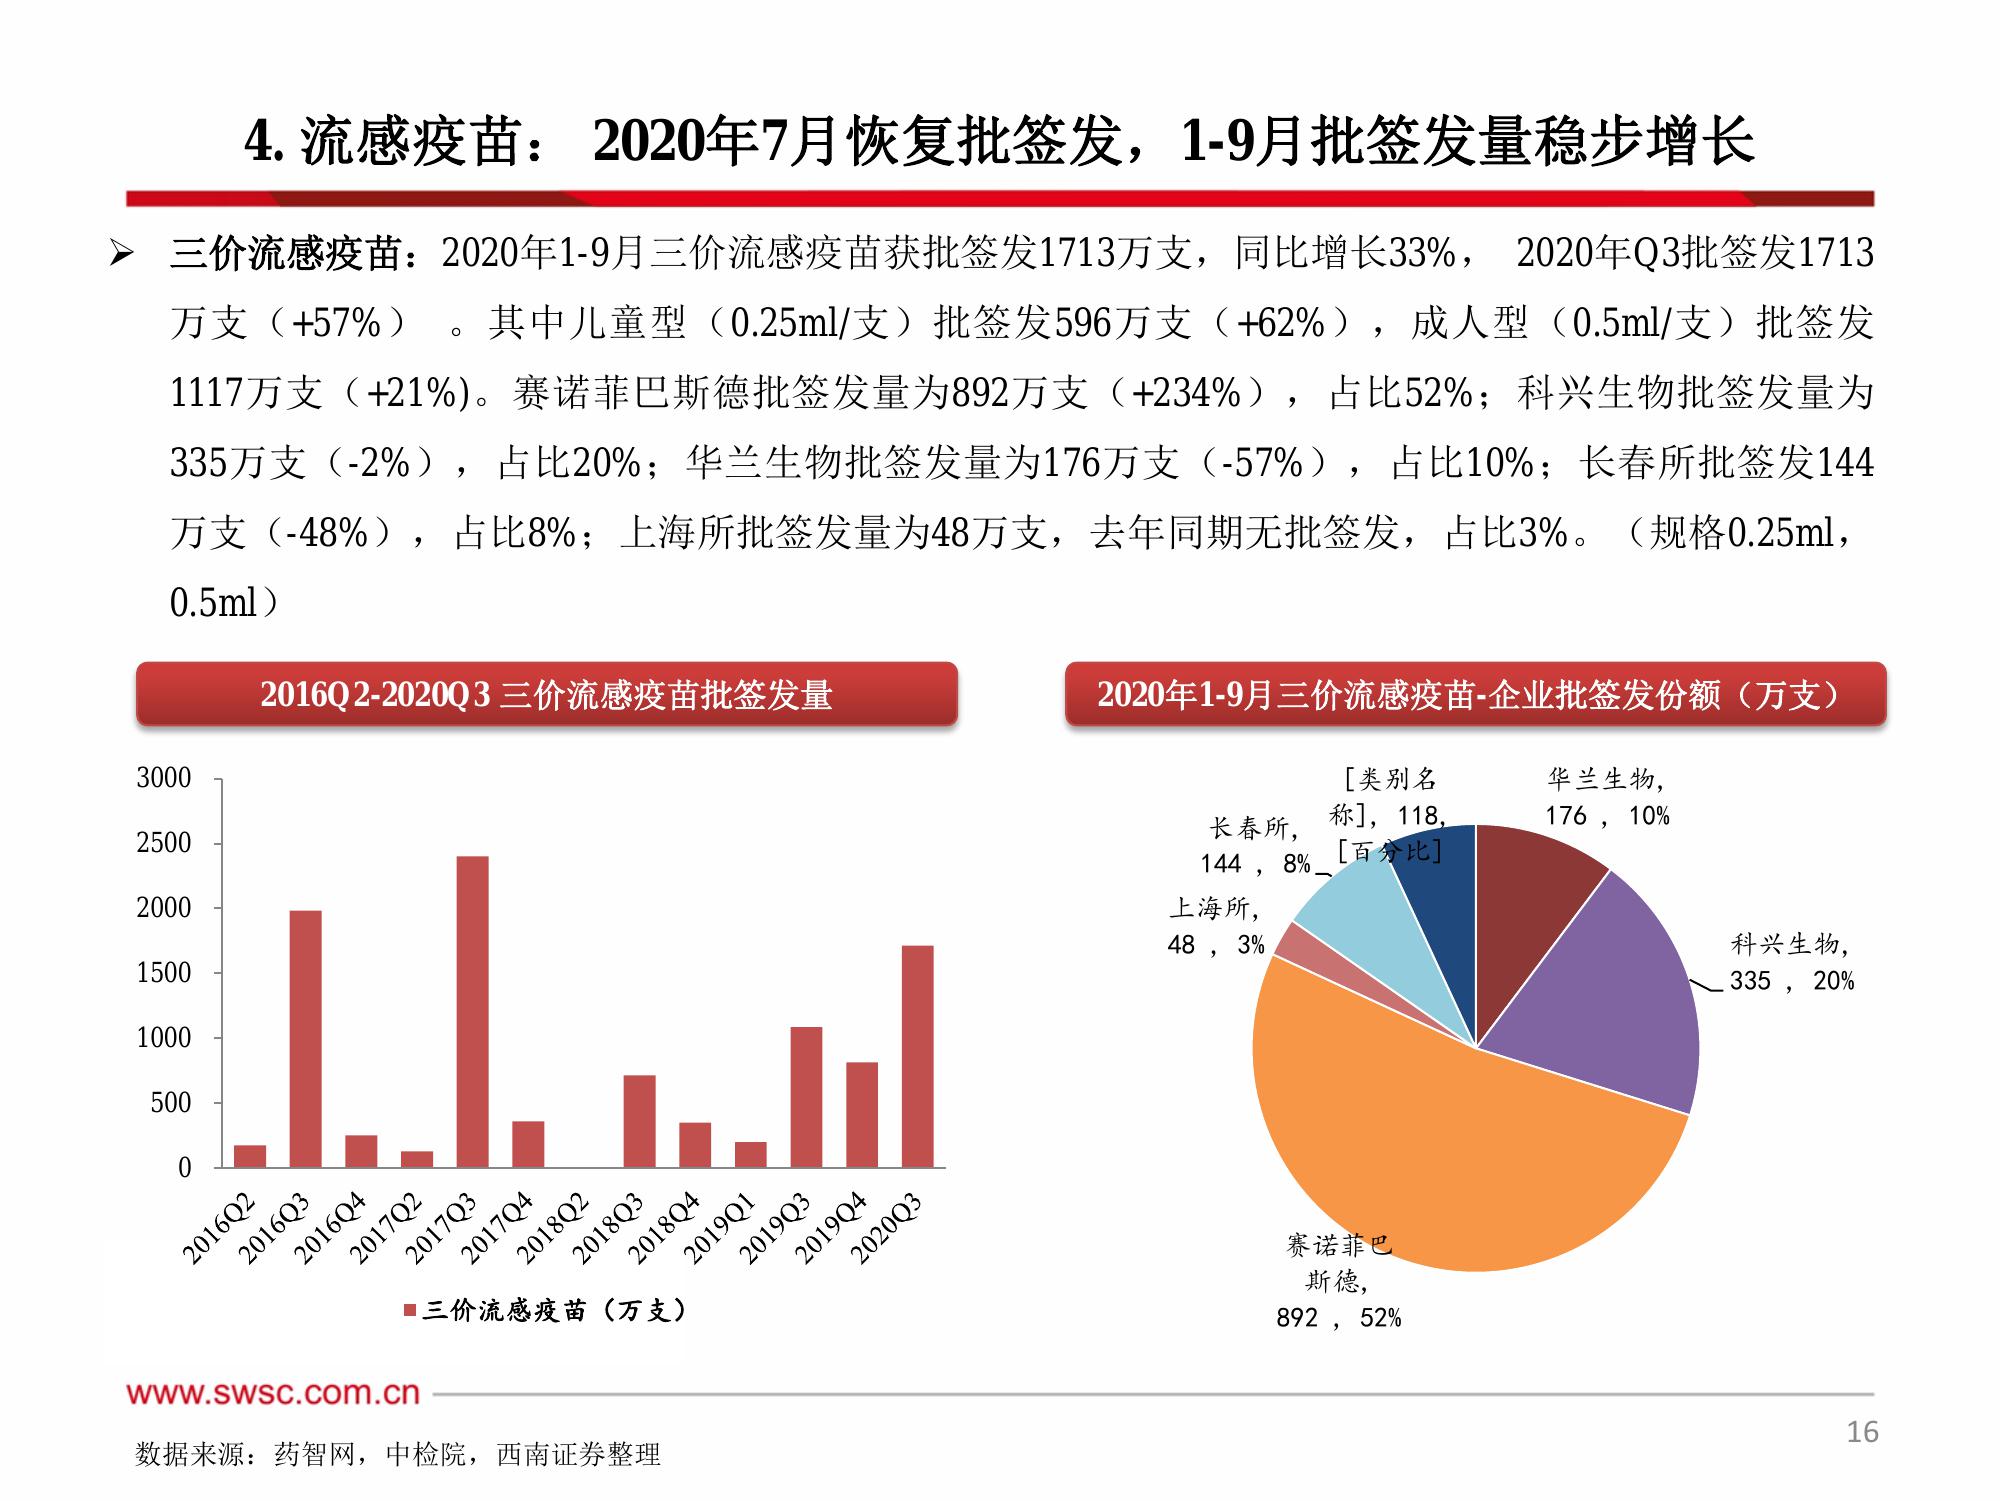 4. 流感疫苗： 2020年7月恢复批签发，1-9月批签发量稳步增长
➢ 三价流感疫苗：2020年1-9月三价流感疫苗获批签发1713万支，同比增长33%， 2020年Q3批签发1713
万支（+57%） 。其中儿童型（0.25ml/支）批签发596万支（+62%），成人型（0.5ml/支）批签发
1117万支（+21%)。赛诺菲巴斯德批签发量为892万支（+234%），占比52%；科兴生物批签发量为
335万支（-2%），占比20%；华兰生物批签发量为176万支（-57%），占比10%；长春所批签发144
万支（-48%），占比8%；上海所批签发量为48万支，去年同期无批签发，占比3%。（规格0.25ml，
0.5ml）
2016Q2-2020Q3 三价流感疫苗批签发量
3000
2500
2000
1500
1000
500
0
2016Q2
2016Q3
2016Q4
2017Q2
2017Q3
2017Q4
2018Q2
2018Q3
2018Q4
2019Q1
2019Q3
2019Q4
2020Q3
三价流感疫苗（万支）
2020年1-9月三价流感疫苗-企业批签发份额（万支）
[类别名
称], 118,
[百分比]
华兰生物,
176 , 10%
长春所,
144 , 8%
上海所,
48 , 3%
科兴生物,
335 , 20%
赛诺菲巴
斯德,
892 , 52%
www.swsc.com.cn
16
数据来源：药智网，中检院，西南证券整理